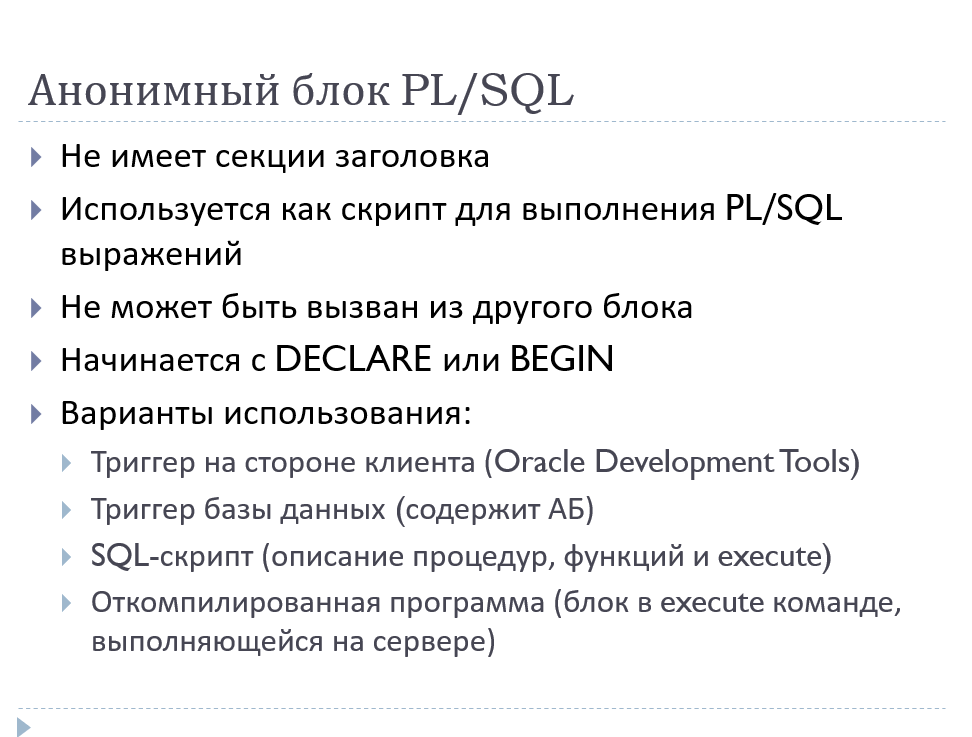 Анонимный блок PL/SQL
Не имеет секции заголовка
Используется как скрипт для выполнения PL/SQL
выражений
Не может быть вызван из другого блока
Начинается с DECLARE или BEGIN
Варианты использования:
Триггер на стороне клиента (Oracle Development Tools)
Триггер базы данных (содержит АБ)
SQL-скрипт (описание процедур, функций и execute)
Откомпилированная программа (блок в execute команде,
выполняющейся на сервере)